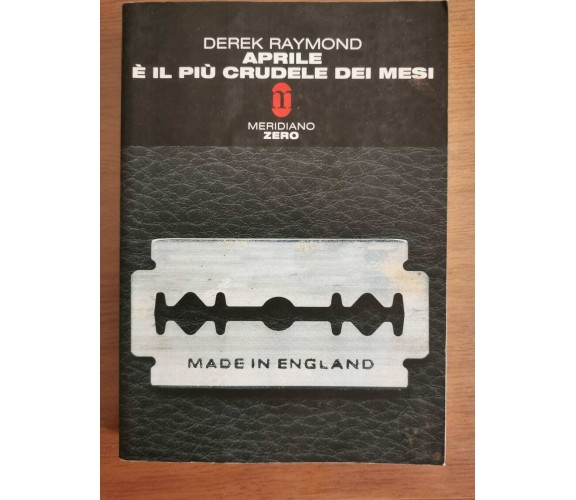 DEREK RAYMOND
APRILE
È IL PIÙ CRUDELE DEI MESI
MERIDIANO
ZERO
MADE IN ENGLAND